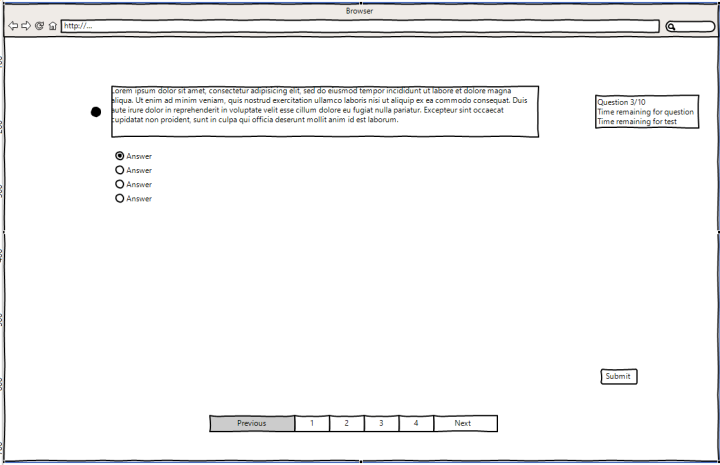 Browser
http://...
Lorem ipsum dolor sit amet, consectetur adipisicing elit, sed do eiusmod tempor incididunt ut labore et dolore magna
aliqua. Ut enim ad minim veniam, quis nostrud exercitation ullamco laboris nisi ut aliquip ex ea commodo consequat. Duis
aute irure dolor in reprehenderit in voluptate velit esse cillum dolore eu fugiat nulla pariatur. Excepteur sint occaecat
cupidatat non proident, sunt in culpa qui officia deserunt mollit anim id est laborum.
Question 3/10
Time remaining for question
Time remaining for test
Answer
Answer
Answer
Answer
Submit
Previous 1 2 3 4 Next